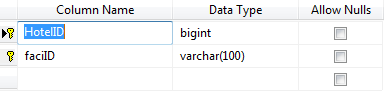 Column Name Data Type Allow Nulls
HotelID bigint
faciID varchar(100)